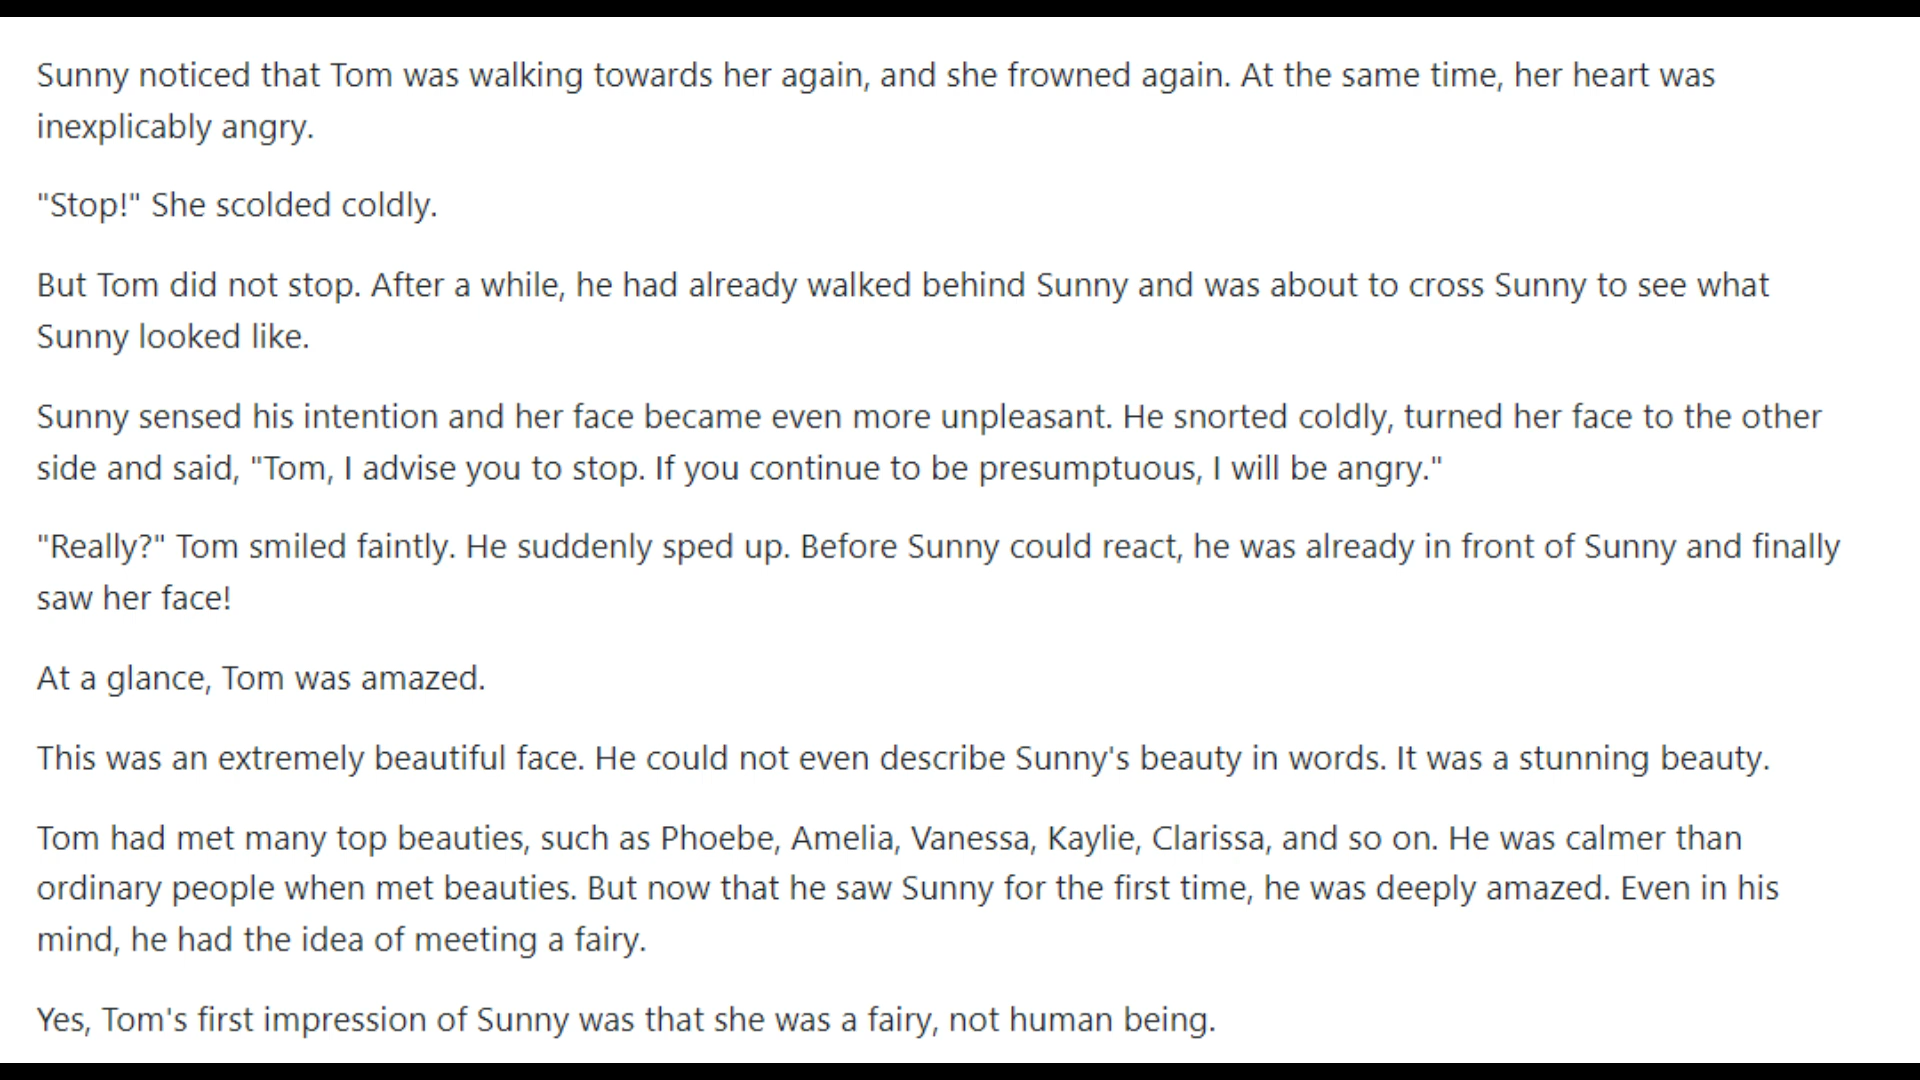 Sunny noticed that Tom was walking towards her again, and she frowned again. At the same time, her heart was
inexplicably angry.
"Stop!" She scolded coldly.
But Tom did not stop. After a while, he had already walked behind Sunny and was about to cross Sunny to see what
Sunny looked like.
Sunny sensed his intention and her face became even more unpleasant. He snorted coldly, turned her face to the other
side and said, "Tom, I advise you to stop. If you continue to be presumptuous, I will be angry."
"Really?" Tom smiled faintly. He suddenly sped up. Before Sunny could react, he was already in front of Sunny and finally
saw her face!
At a glance, Tom was amazed.
This was an extremely beautiful face. He could not even describe Sunny's beauty in words. It was a stunning beauty.
Tom had met many top beauties, such as Phoebe, Amelia, Vanessa, Kaylie, Clarissa, and so on. He was calmer than
ordinary people when met beauties. But now that he saw Sunny for the first time, he was deeply amazed. Even in his
mind, he had the idea of meeting a fairy.
Yes, Tom's first impression of Sunny was that she was a fairy, not human being.